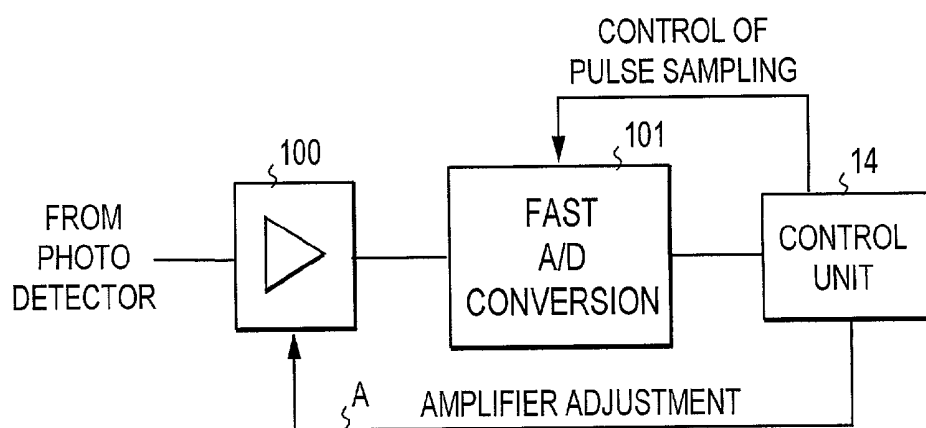 CONTROL OF
PULSE SAMPLING
100
101
14
FROM
PHOTO
DETECTOR
FAST
A/D
CONVERSION
CONTROL
UNIT
A
AMPLIFIER ADJUSTMENT